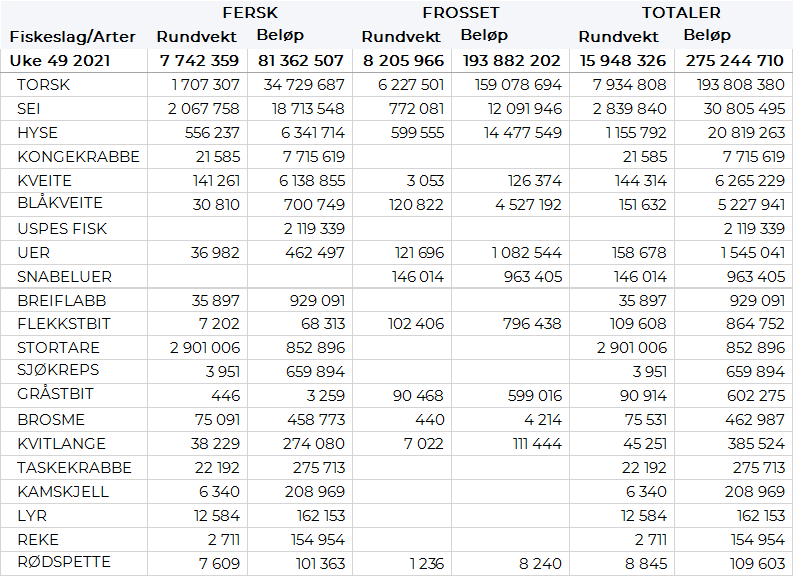 FERSK FROSSET TOTALER
Fiskeslag/Arter Rundvekt Beløp Rundvekt Beløp Rundvekt Beløp
Uke 49 2021 7 742 359 81 362 507 8 205 966 193 882 202 15 948 326 275 244 710
TORSK 1 707 307 34 729 687 6 227 501 159 078 694 7 934 808 193 808 380
SEI 2 067 758 18 713 548 772 081 12 091 946 2 839 840 30 805 495
HYSE 556 237 6 341 714 599 555 14 477 549 1 155 792 20 819 263
KONGEKRABBE 21 585 7 715 619 21 585 7 715 619
KVEITE 141 261 6 138 855 3 053 126 374 144 314 6 265 229
BLÅKVEITE 30 810 700 749 120 822 4 527 192 151 632 5 227 941
USPES FISK 2 119 339 2 119 339
UER 36 982 462 497 121 696 1 082 544 158 678 1 545 041
SNABELUER 146 014 963 405 146 014 963 405
BREIFLABB 35 897 929 091 35 897 929 091
FLEKKSTBIT 7 202 68 313 102 406 796 438 109 608 864 752
STORTARE 2 901 006 852 896 2 901 006 852 896
SJØKREPS 3 951 659 894 3 951 659 894
GRÅSTBIT 446 3 259 90 468 599 016 90 914 602 275
BROSME 75 091 458 773 440 4 214 75 531 462 987
KVITLANGE 38 229 274 080 7 022 111 444 45 251 385 524
TASKEKRABBE 22 192 275 713 22 192 275 713
KAMSKJELL 6 340 208 969 6 340 208 969
LYR 12 584 162 153 12 584 162 153
REKE 2 711 154 954 2 711 154 954
RØDSPETTE 7 609 101 363 1 236 8 240 8 845 109 603